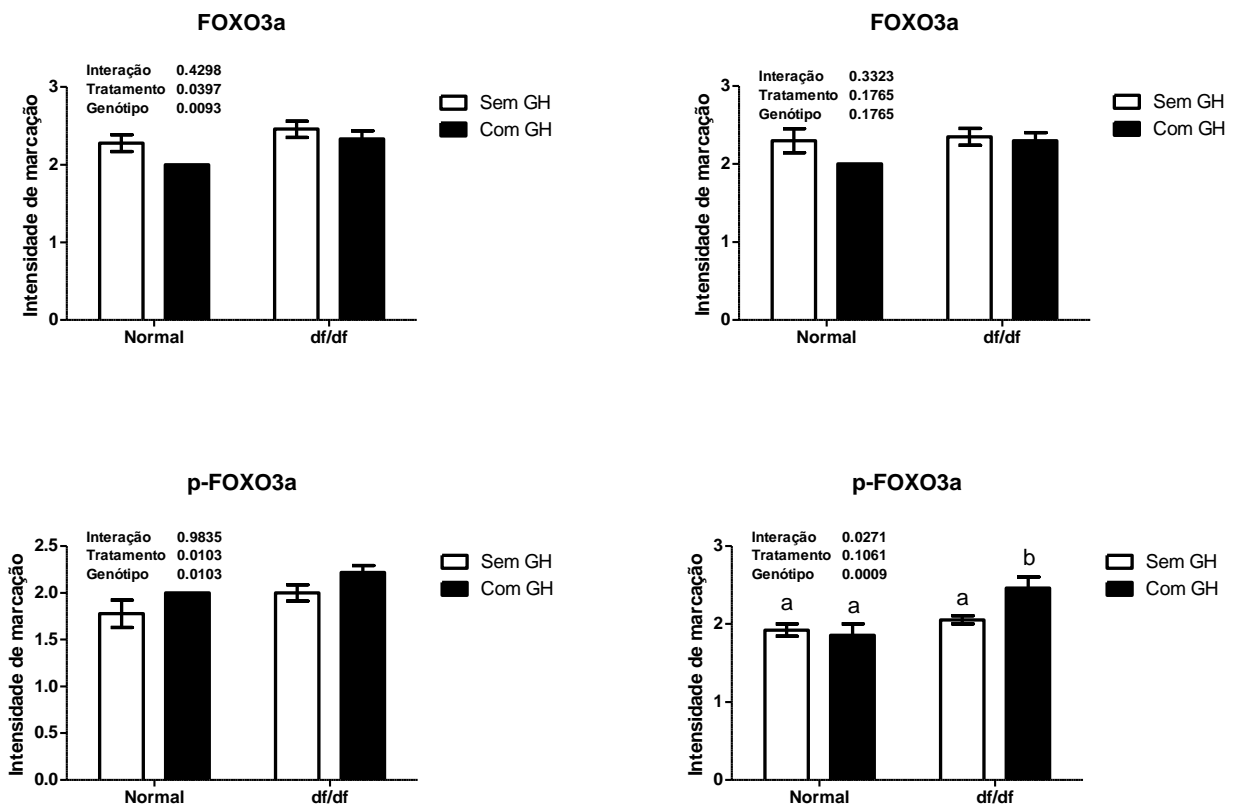 FOXO3a
Interação 0.4298
Tratamento 0.0397
Genótipo 0.0093
3
2
1
0
Intensidade de marcação
Normal
df/df
Sem GH
Com GH
FOXO3a
Interação 0.3323
Tratamento 0.1765
Genótipo 0.1765
3
2
1
0
Intensidade de marcação
Normal
df/df
Sem GH
Com GH
p-FOXO3a
Interação 0.9835
Tratamento 0.0103
Genótipo 0.0103
2.5
2.0
1.5
1.0
0.5
0.0
Intensidade de marcação
Normal
df/df
Sem GH
Com GH
p-FOXO3a
Interação 0.0271
Tratamento 0.1061
Genótipo 0.0009
3
2
1
0
Intensidade de marcação
a
a
a
b
Normal
df/df
Sem GH
Com GH